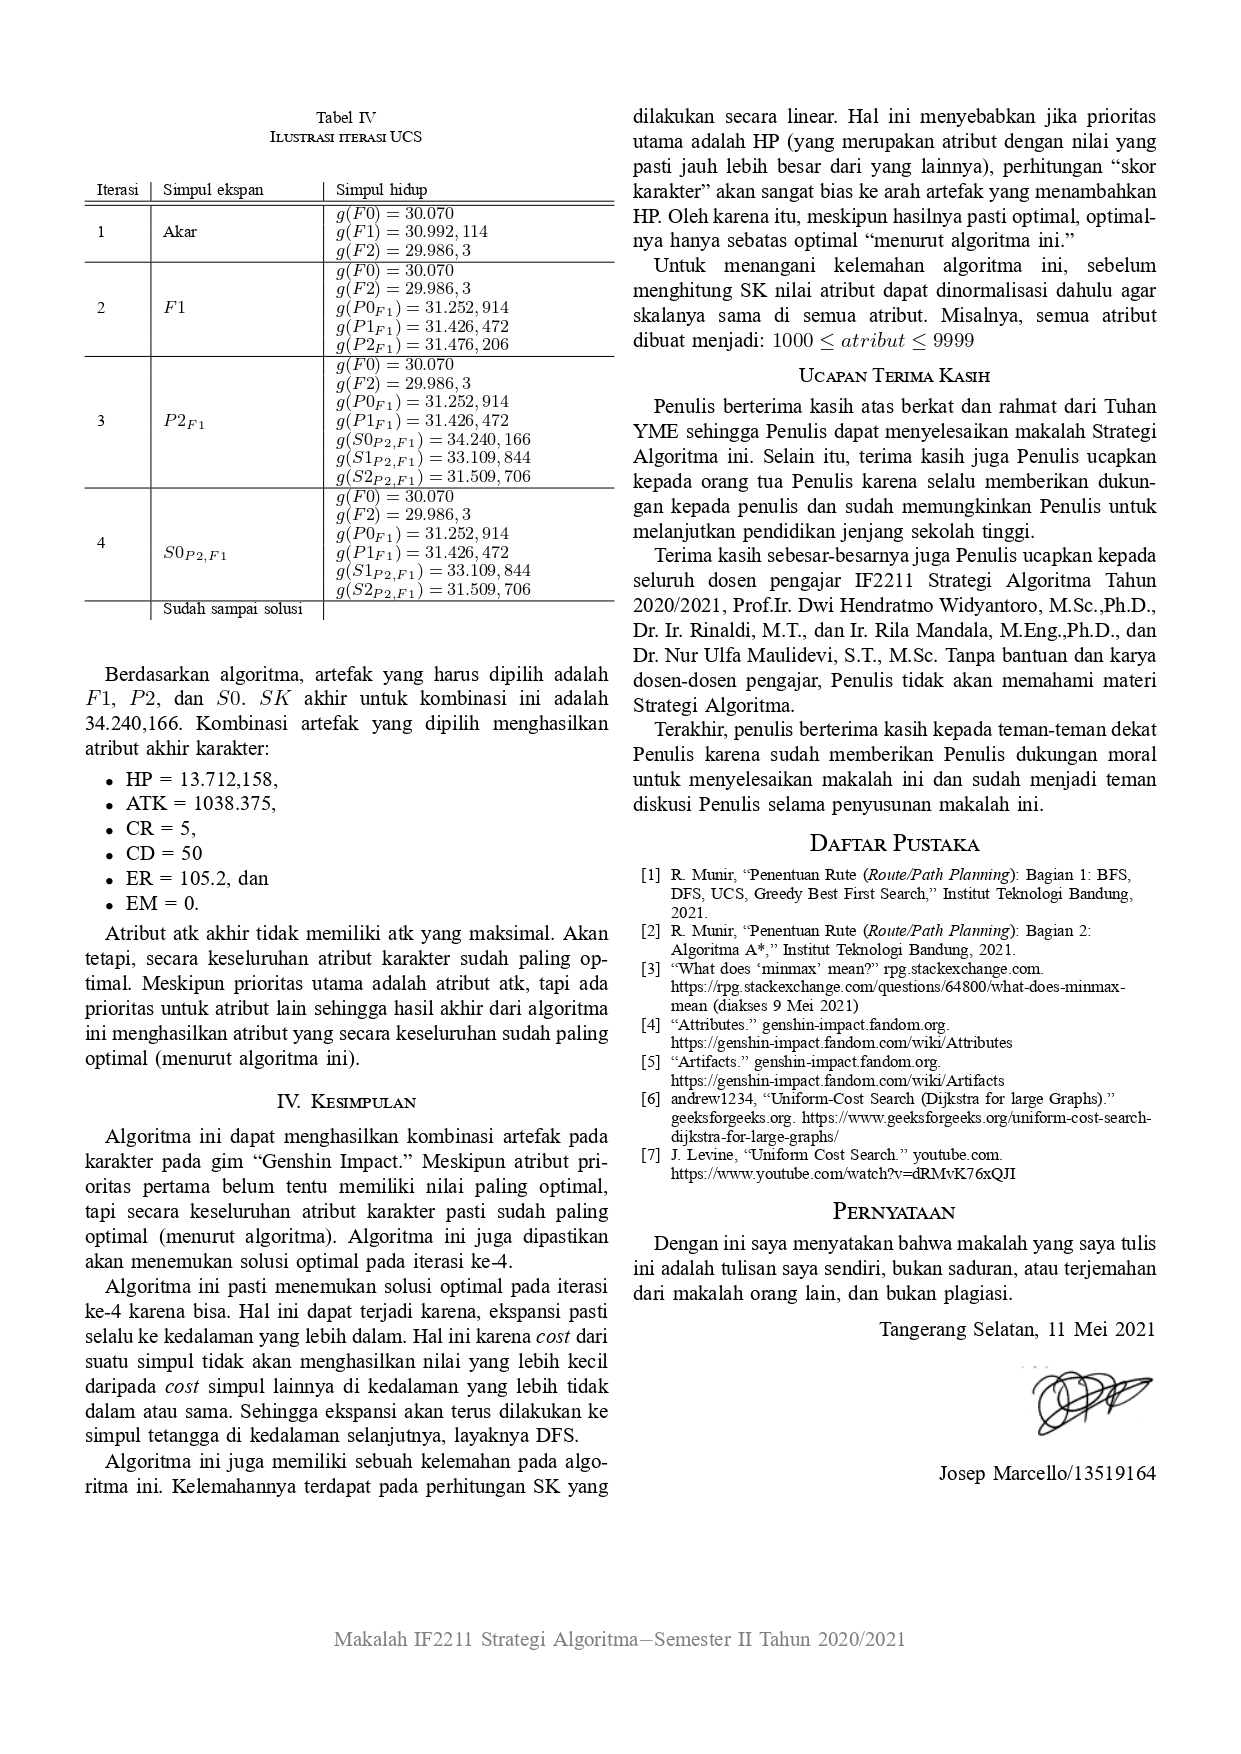 Tabel IV
Ilustrasi iterasi UCS
Iterasi | Simpul ekspan | Simpul hidup
1 | Akar | g(F0) = 30.070
g(F1) = 30.992, 114
g(F2) = 29.986, 3
2 | F1 | g(F0) = 30.070
g(F2) = 29.986, 3
g(P0_F1) = 31.252, 914
g(P1_F1) = 31.426, 472
g(P2_F1) = 31.476, 206
3 | P2_F1 | g(F0) = 30.070
g(F2) = 29.986, 3
g(P0_F1) = 31.252, 914
g(P1_F1) = 31.426, 472
g(S0_P2,F1) = 34.240, 166
g(S1_P2,F1) = 33.109, 844
g(S2_P2,F1) = 31.509, 706
4 | S0_P2,F1 | g(F0) = 30.070
g(F2) = 29.986, 3
g(P0_F1) = 31.252, 914
g(P1_F1) = 31.426, 472
g(S1_P2,F1) = 33.109, 844
g(S2_P2,F1) = 31.509, 706
Sudah sampai solusi
Berdasarkan algoritma, artefak yang harus dipilih adalah
F1, P2, dan S0. SK akhir untuk kombinasi ini adalah
34.240,166. Kombinasi artefak yang dipilih menghasilkan
atribut akhir karakter:
• HP = 13.712,158,
• ATK = 1038.375,
• CR = 5,
• CD = 50
• ER = 105.2, dan
• EM = 0.
Atribut atk akhir tidak memiliki atk yang maksimal. Akan
tetapi, secara keseluruhan atribut karakter sudah paling op-
timal. Meskipun prioritas utama adalah atribut atk, tapi ada
prioritas untuk atribut lain sehingga hasil akhir dari algoritma
ini menghasilkan atribut yang secara keseluruhan sudah paling
optimal (menurut algoritma ini).
IV. Kesimpulan
Algoritma ini dapat menghasilkan kombinasi artefak pada
karakter pada gim “Genshin Impact.” Meskipun atribut pri-
oritas pertama belum tentu memiliki nilai paling optimal,
tapi secara keseluruhan atribut karakter pasti sudah paling
optimal (menurut algoritma). Algoritma ini juga dipastikan
akan menemukan solusi optimal pada iterasi ke-4.
Algoritma ini pasti menemukan solusi optimal pada iterasi
ke-4 karena bisa. Hal ini dapat terjadi karena, ekspansi pasti
selalu ke kedalaman yang lebih dalam. Hal ini karena cost dari
suatu simpul tidak akan menghasilkan nilai yang lebih kecil
daripada cost simpul lainnya di kedalaman yang lebih tidak
dalam atau sama. Sehingga ekspansi akan terus dilakukan ke
simpul tetangga di kedalaman selanjutnya, layaknya DFS.
Algoritma ini juga memiliki sebuah kelemahan pada algo-
ritma ini. Kelemahannya terdapat pada perhitungan SK yang
dilakukan secara linear. Hal ini menyebabkan jika prioritas
utama adalah HP (yang merupakan atribut dengan nilai yang
pasti jauh lebih besar dari yang lainnya), perhitungan “skor
karakter” akan sangat bias ke arah artefak yang menambahkan
HP. Oleh karena itu, meskipun hasilnya pasti optimal, optimal-
nya hanya sebatas optimal “menurut algoritma ini.”
Untuk menangani kelemahan algoritma ini, sebelum
menghitung SK nilai atribut dapat dinormalisasi dahulu agar
skalanya sama di semua atribut. Misalnya, semua atribut
dibuat menjadi: 1000 ≤ atribut ≤ 9999
Ucapan Terima Kasih
Penulis berterima kasih atas berkat dan rahmat dari Tuhan
YME sehingga Penulis dapat menyelesaikan makalah Strategi
Algoritma ini. Selain itu, terima kasih juga Penulis ucapkan
kepada orang tua Penulis karena selalu memberikan dukun-
gan kepada penulis dan sudah memungkinkan Penulis untuk
melanjutkan pendidikan jenjang sekolah tinggi.
Terima kasih sebesar-besarnya juga Penulis ucapkan kepada
seluruh dosen pengajar IF2211 Strategi Algoritma Tahun
2020/2021, Prof.Ir. Dwi Hendratmo Widyantoro, M.Sc.,Ph.D.,
Dr. Ir. Rinaldi, M.T., dan Ir. Rila Mandala, M.Eng.,Ph.D., dan
Dr. Nur Ulfa Maulidevi, S.T., M.Sc. Tanpa bantuan dan karya
dosen-dosen pengajar, Penulis tidak akan memahami materi
Strategi Algoritma.
Terakhir, penulis berterima kasih kepada teman-teman dekat
Penulis karena sudah memberikan Penulis dukungan moral
untuk menyelesaikan makalah ini dan sudah menjadi teman
diskusi Penulis selama penyusunan makalah ini.
Daftar Pustaka
[1] R. Munir, “Penentuan Rute (Route/Path Planning): Bagian 1: BFS,
DFS, UCS, Greedy Best First Search,” Institut Teknologi Bandung,
2021.
[2] R. Munir, “Penentuan Rute (Route/Path Planning): Bagian 2:
Algoritma A*,” Institut Teknologi Bandung, 2021.
[3] “What does ‘minmax’ mean?” rpg.stackexchange.com.
https://rpg.stackexchange.com/questions/64800/what-does-minmax-
mean (diakses 9 Mei 2021)
[4] “Attributes.” genshin-impact.fandom.org.
https://genshin-impact.fandom.com/wiki/Attributes
[5] “Artifacts.” genshin-impact.fandom.org.
https://genshin-impact.fandom.com/wiki/Artifacts
[6] andrew1234, “Uniform-Cost Search (Dijkstra for large Graphs).”
geeksforgeeks.org. https://www.geeksforgeeks.org/uniform-cost-search-
dijkstra-for-large-graphs/
[7] J. Levine, “Uniform Cost Search.” youtube.com.
https://www.youtube.com/watch?v=dRMvK76xQJI
Pernyataan
Dengan ini saya menyatakan bahwa makalah yang saya tulis
ini adalah tulisan saya sendiri, bukan saduran, atau terjemahan
dari makalah orang lain, dan bukan plagiasi.
Tangerang Selatan, 11 Mei 2021
Josep Marcello/13519164
Makalah IF2211 Strategi Algoritma—Semester II Tahun 2020/2021